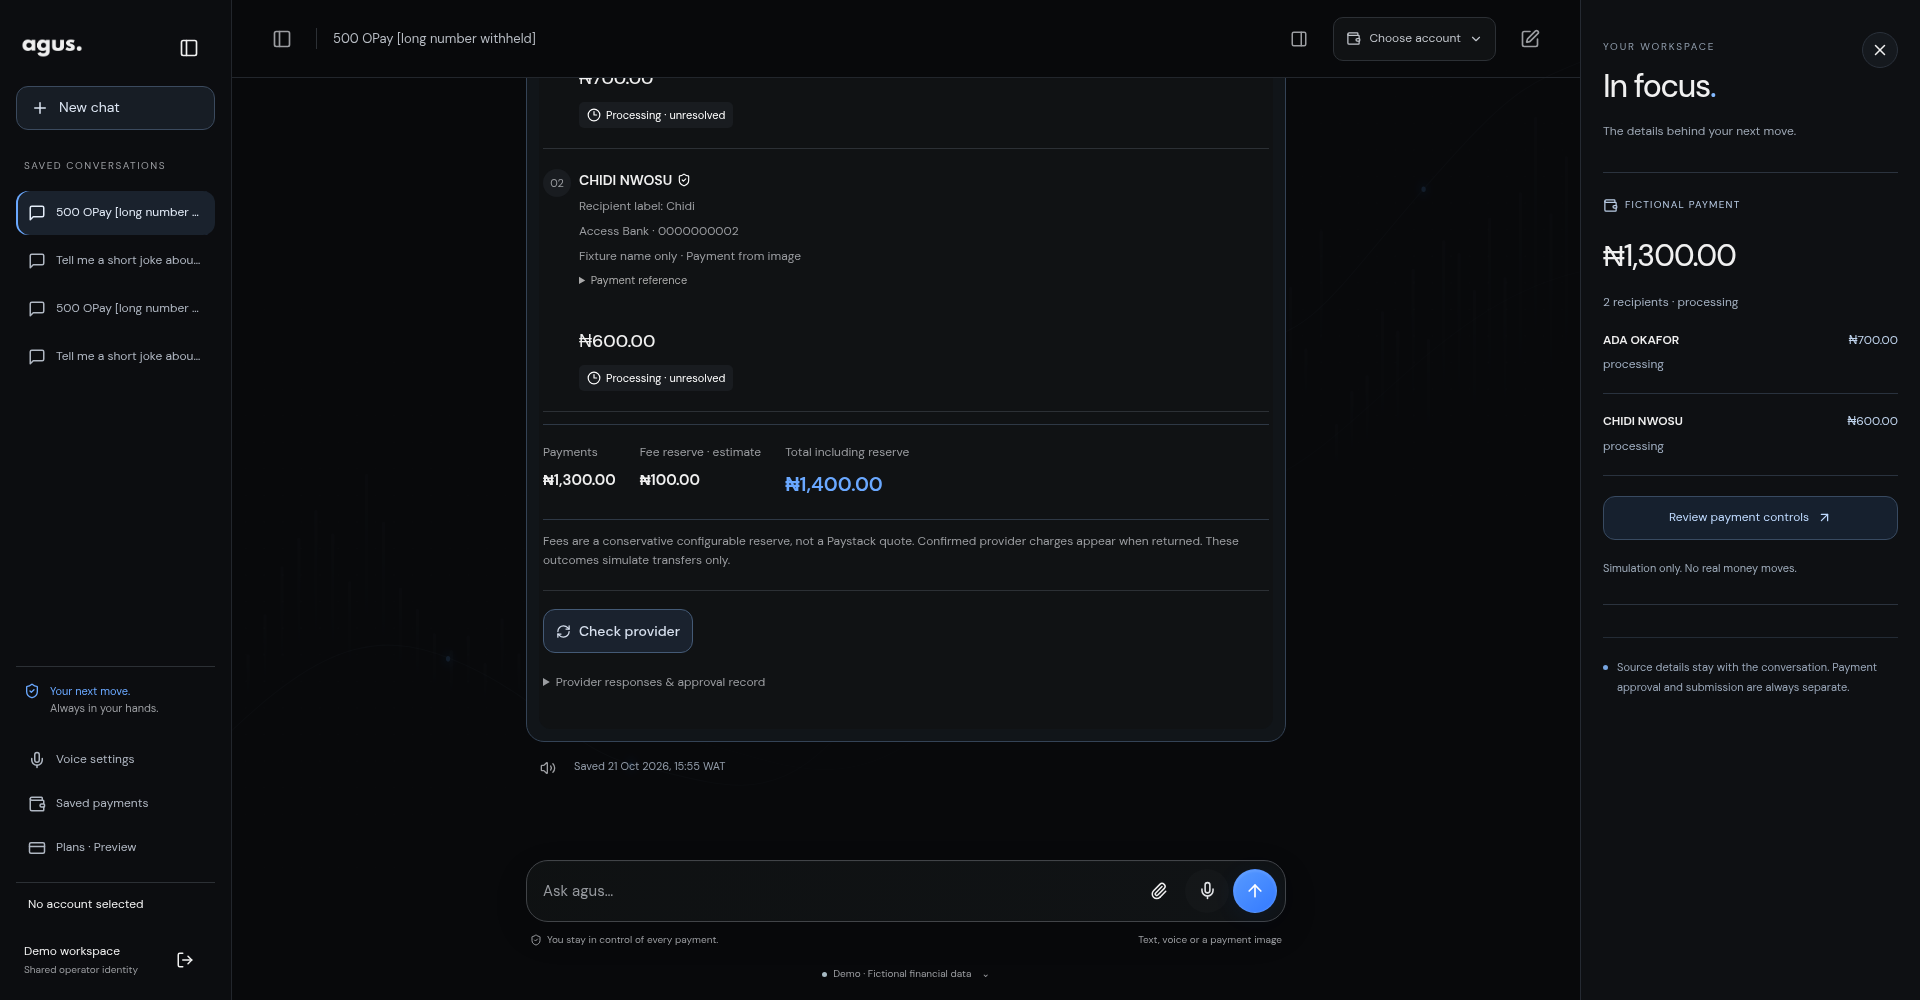 agus.
New chat
SAVED CONVERSATIONS
500 OPay [long number ...
Tell me a short joke abou...
500 OPay [long number ...
Tell me a short joke abou...
Your next move.
Always in your hands.
Voice settings
Saved payments
Plans · Preview
No account selected
Demo workspace
Shared operator identity
500 OPay [long number withheld]
Choose account
₦700.00
Processing · unresolved
02
CHIDI NWOSU
Recipient label: Chidi
Access Bank · 0000000002
Fixture name only · Payment from image
Payment reference
₦600.00
Processing · unresolved
Payments
Fee reserve · estimate
Total including reserve
₦1,300.00
₦100.00
₦1,400.00
Fees are a conservative configurable reserve, not a Paystack quote. Confirmed provider charges appear when returned. These
outcomes simulate transfers only.
Check provider
Provider responses & approval record
Saved 21 Oct 2026, 15:55 WAT
Ask agus...
You stay in control of every payment.
Text, voice or a payment image
Demo · Fictional financial data
YOUR WORKSPACE
In focus.
The details behind your next move.
FICTIONAL PAYMENT
₦1,300.00
2 recipients · processing
ADA OKAFOR
₦700.00
processing
CHIDI NWOSU
₦600.00
processing
Review payment controls
Simulation only. No real money moves.
Source details stay with the conversation. Payment
approval and submission are always separate.